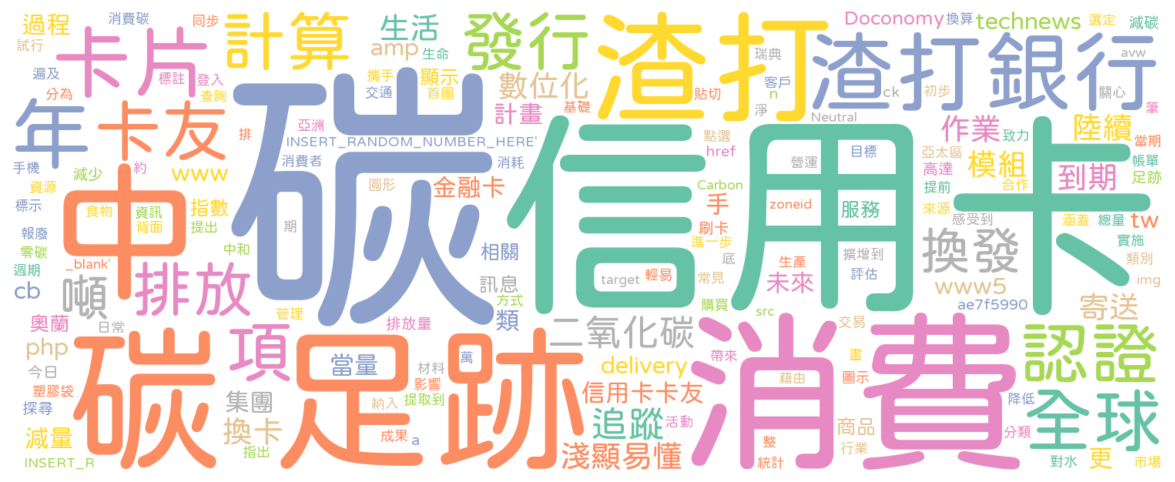 過程 消費碳 同步 計算 生活 發行 渣打 瑞典 Doconomy 換算 technews 選定 減碳
試行 卡片 amp 生命 渣打銀行 avw
遍及 標註 登入 攜手 顯示 數位化 客戶 關心
分為 查詢 交通 首圖 貼切 n ck 初步 筆
年 卡友 排 亞洲 計畫 基礎 淨 Neutral 作業 致力 陸續 當期
碳 INSERT_RANDOM_NUMBER_HERE' 點選 目標
手機 減少 約 www 消費者 消耗 信用卡 href 營運 亞太區 模組 合作 帳單
資源 中 金融卡 Carbon 高達 到期 足跡
標示 食物 資訊 指數 圓形 手 zoneid 服務 提前 來源 涵蓋 總量 tw
報廢 背面 提出 期 刷卡 感受到 實施
零碳 中和 相關 進一步 擴增到 換發
週期 _blank' 排放 底 生產 未來 評估 類別
cb 噸 訊息 target 輕易 常見 www5 img
方式 購買 src ae7f5990 寄送
奧蘭 日常 管理 排放量 類 二氧化碳 交易
php 碳足跡 項 當量 萬 delivery 帶來 消費 畫 認證
今日 材料 藉由
塑膠袋 納入 影響 提取到 信用卡卡友 圖示 降低
探尋 集團 追蹤 活動 商品 全球
減量 換卡 成果 a 整 分類
指出 淺顯易懂 行業 更
INSERT_R 統計 對水 市場